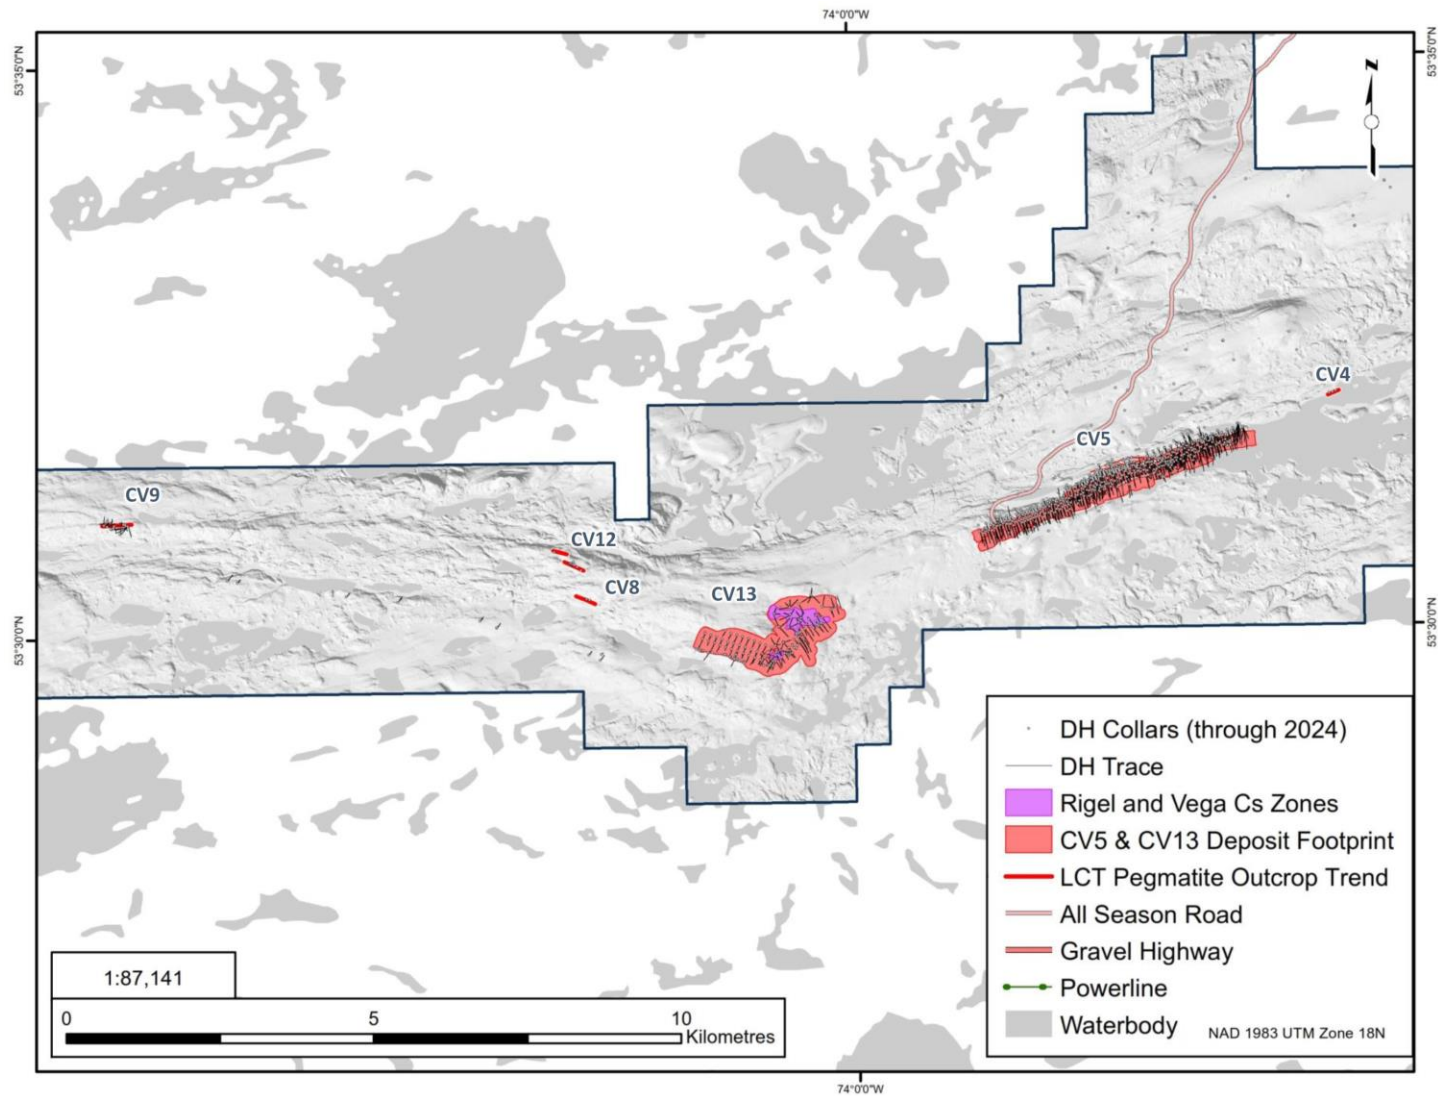 74°0'0"W
53°35'0"N
53°35'0"N
N
CV4
CV5
CV9
CV12
CV8
CV13
53°30'0"N
53°30'0"N
DH Collars (through 2024)
DH Trace
Rigel and Vega Cs Zones
CV5 & CV13 Deposit Footprint
LCT Pegmatite Outcrop Trend
All Season Road
Gravel Highway
Powerline
Waterbody
NAD 1983 UTM Zone 18N
1:87,141
0 5 10
Kilometres
74°0'0"W